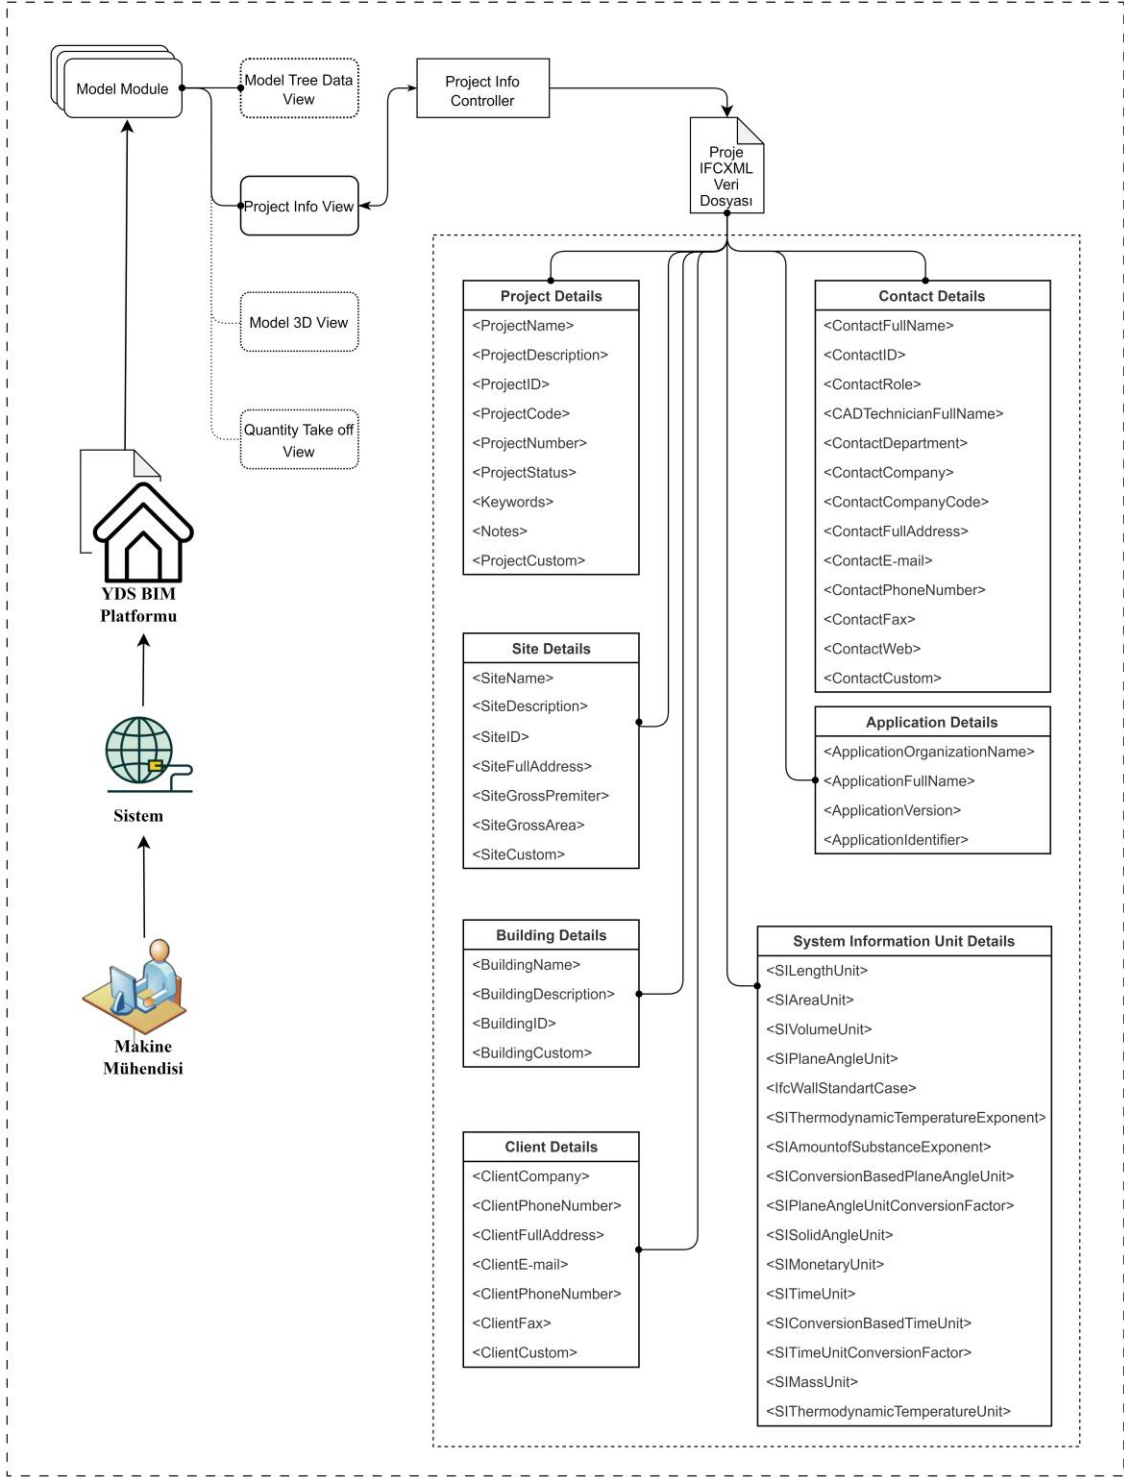 Model Module
Model Tree Data
View
Project Info View
Model 3D View
Quantity Take off
View
Project Info
Controller
Proje
IFCXML
Veri
Dosyası
YDS BIM
Platformu
Sistem
Makine
Mühendisi
Project Details
<ProjectName>
<ProjectDescription>
<ProjectID>
<ProjectCode>
<ProjectNumber>
<ProjectStatus>
<Keywords>
<Notes>
<ProjectCustom>
Site Details
<SiteName>
<SiteDescription>
<SiteID>
<SiteFullAddress>
<SiteGrossPremiter>
<SiteGrossArea>
<SiteCustom>
Building Details
<BuildingName>
<BuildingDescription>
<BuildingID>
<BuildingCustom>
Client Details
<ClientCompany>
<ClientPhoneNumber>
<ClientFullAddress>
<ClientE-mail>
<ClientPhoneNumber>
<ClientFax>
<ClientCustom>
Contact Details
<ContactFullName>
<ContactID>
<ContactRole>
<CADTechnicianFullName>
<ContactDepartment>
<ContactCompany>
<ContactCompanyCode>
<ContactFullAddress>
<ContactE-mail>
<ContactPhoneNumber>
<ContactFax>
<ContactWeb>
<ContactCustom>
Application Details
<ApplicationOrganizationName>
<ApplicationFullName>
<ApplicationVersion>
<ApplicationIdentifier>
System Information Unit Details
<SILengthUnit>
<SIAreaUnit>
<SIVolumeUnit>
<SIPlaneAngleUnit>
<IfcWallStandartCase>
<SIThermodynamicTemperatureExponent>
<SIAmountofSubstanceExponent>
<SIConversionBasedPlaneAngleUnit>
<SIPlaneAngleUnitConversionFactor>
<SISolidAngleUnit>
<SIMonetaryUnit>
<SITimeUnit>
<SIConversionBasedTimeUnit>
<SITimeUnitConversionFactor>
<SIMassUnit>
<SIThermodynamicTemperatureUnit>